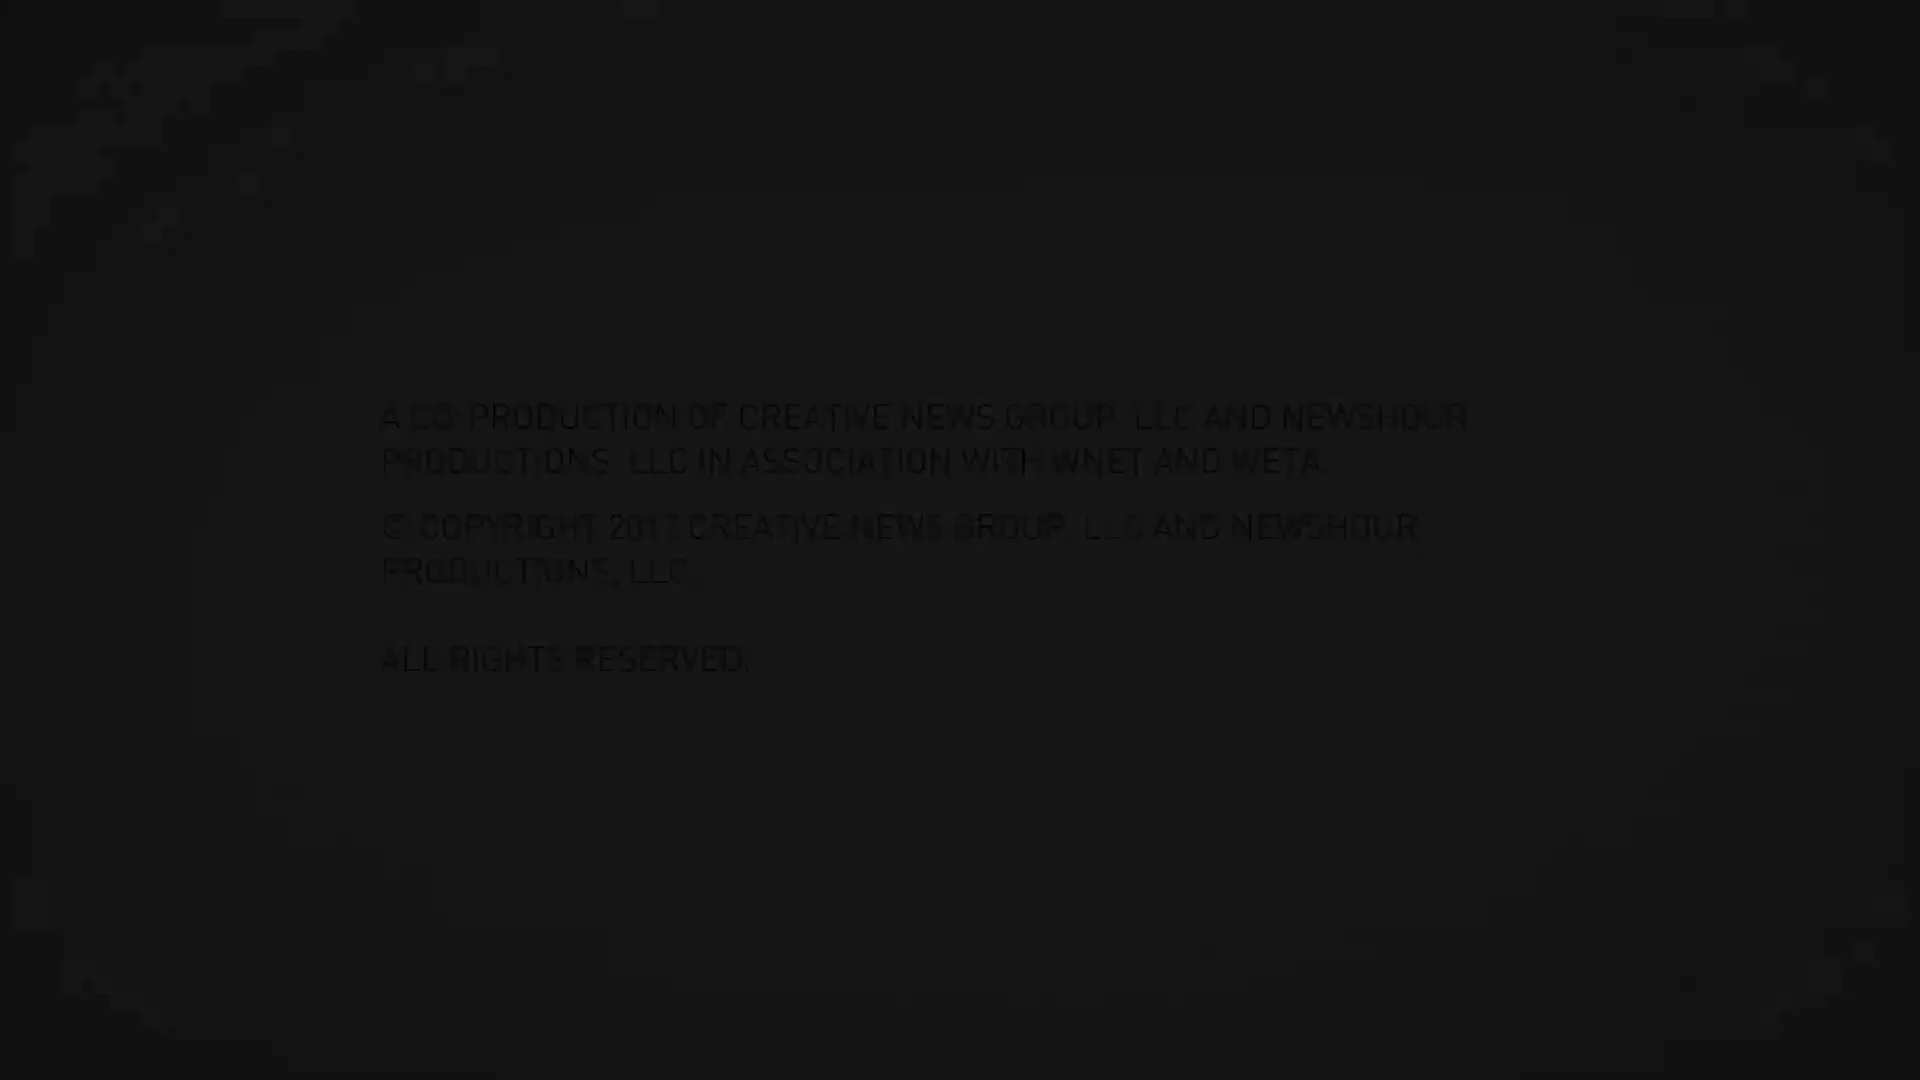 A CO-PRODUCTION OF CREATIVE NEWS GROUP, LLC AND NEWSHOUR
PRODUCTIONS, LLC IN ASSOCIATION WITH WNET AND WETA.
© COPYRIGHT 2017 CREATIVE NEWS GROUP, LLC AND NEWSHOUR
PRODUCTIONS, LLC.
ALL RIGHTS RESERVED.